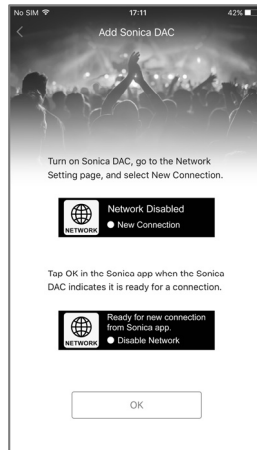 No SIM 17:11 42%
Add Sonica DAC
Turn on Sonica DAC, go to the Network
Setting page, and select New Connection.
Network Disabled
New Connection
NETWORK
Tap OK in the Sonica app when the Sonica
DAC indicates it is ready for a connection.
Ready for new connection
from Sonica app.
Disable Network
NETWORK
OK